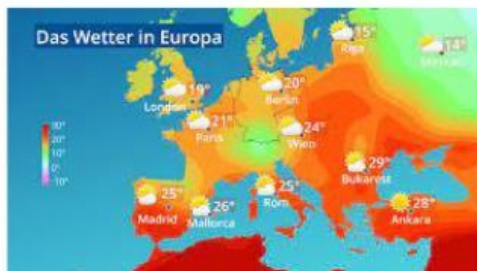 Das Wetter in Europa
15°
Riga
14°
19°
London
20°
Berlin
21°
Paris
24°
Wien
30°
20°
10°
0°
-10°
29°
Bukarest
25°
Madrid
26°
Mallorca
25°
Rom
28°
Ankara